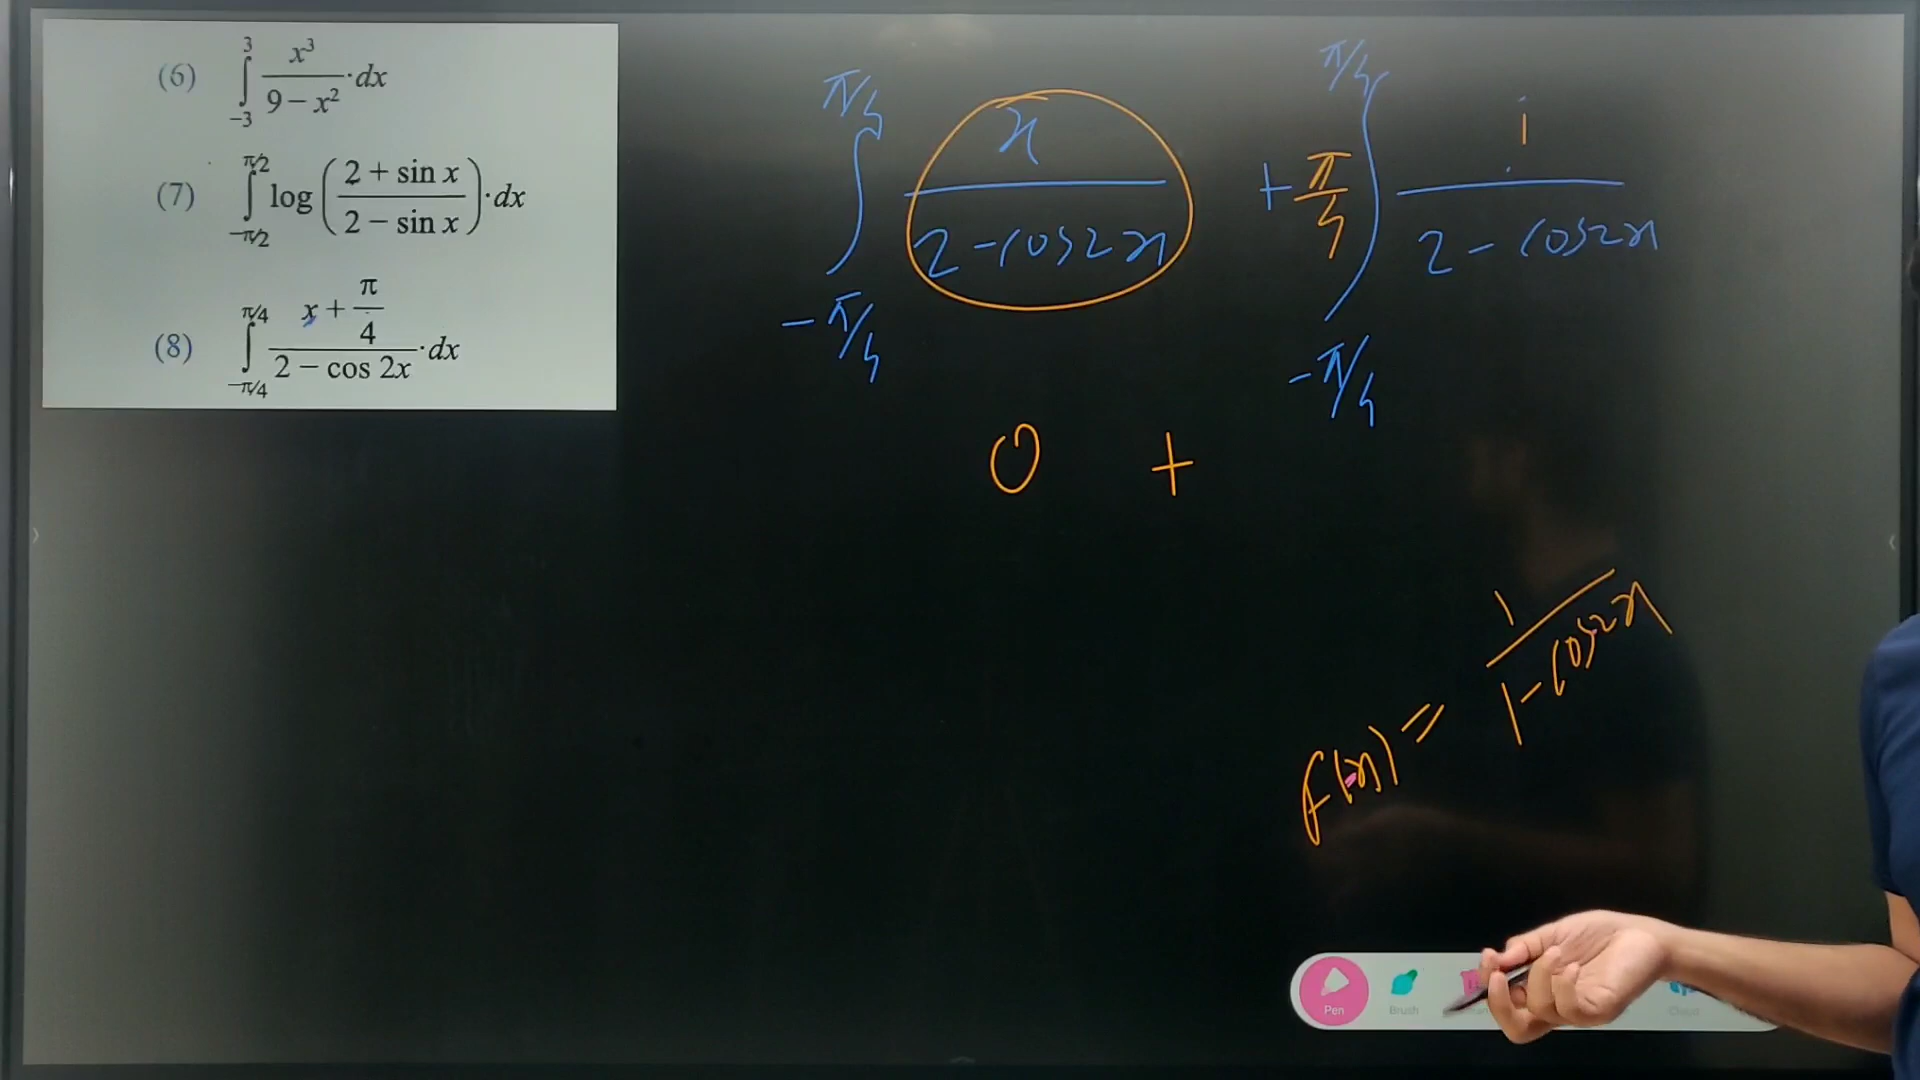 (6) ∫_{-3}^{3} x³/(9 − x²) · dx
(7) ∫_{-π/2}^{π/2} log((2 + sin x)/(2 − sin x)) · dx
(8) ∫_{-π/4}^{π/4} (x + π/4)/(2 − cos 2x) · dx
∫_{-π/4}^{π/4} x/(2 − cos2x) + π/4 ∫_{-π/4}^{π/4} 1/(2 − cos2x)
0 +
f(-x) = 1/(1 − cos2x)
Pen Brush